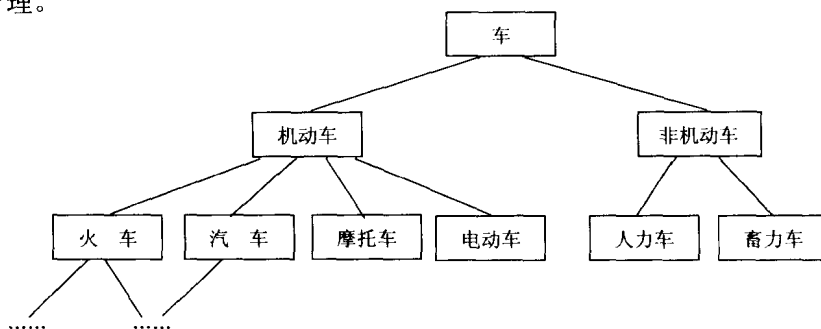 理。
车
机动车 非机动车
火 车 汽 车 摩托车 电动车 人力车 畜力车
...... ......